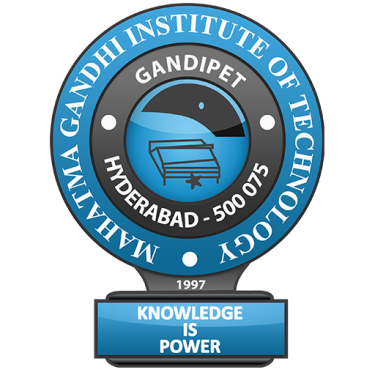 MAHATMA GANDHI INSTITUTE OF TECHNOLOGY
GANDIPET
HYDERABAD - 500 075
1997
KNOWLEDGE
IS
POWER